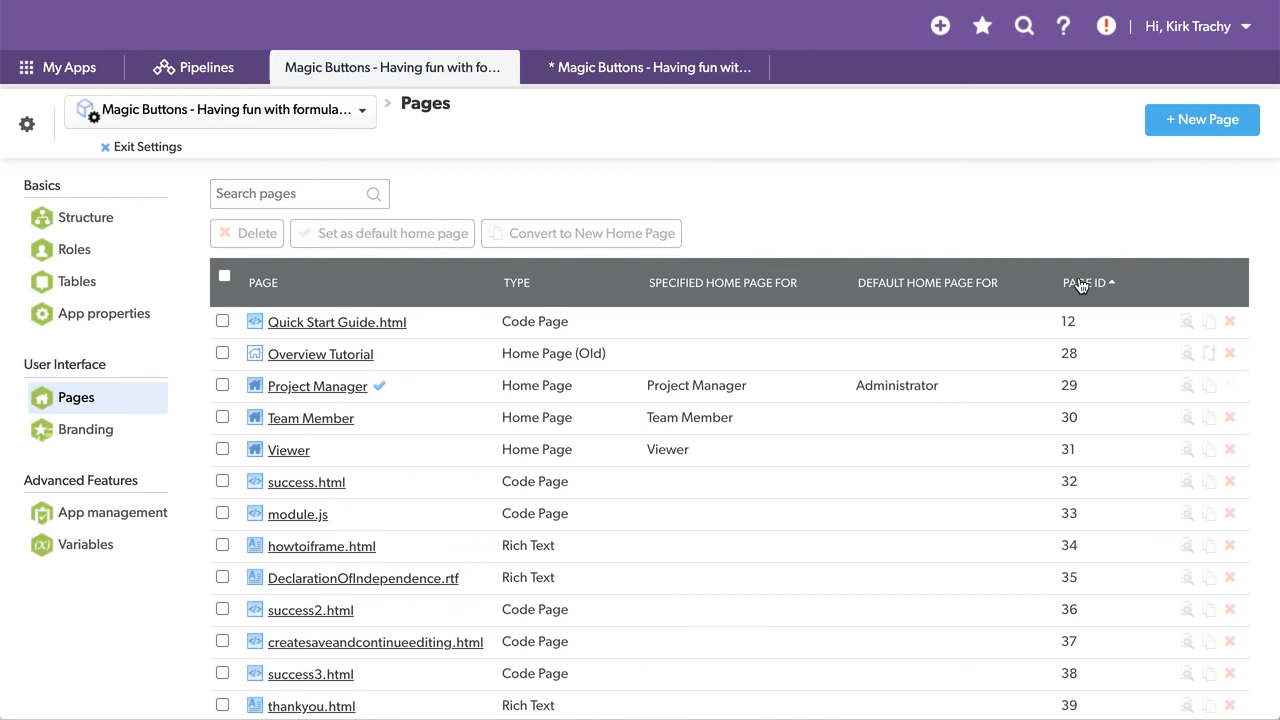 Hi, Kirk Trachy
My Apps
Pipelines
Magic Buttons - Having fun with fo...
* Magic Buttons - Having fun wit...
Magic Buttons - Having fun with formula...
Pages
+ New Page
Exit Settings
Basics
Structure
Roles
Tables
App properties
User Interface
Pages
Branding
Advanced Features
App management
Variables
Search pages
Delete
Set as default home page
Convert to New Home Page
PAGE TYPE SPECIFIED HOME PAGE FOR DEFAULT HOME PAGE FOR PAGE ID
Quick Start Guide.html Code Page 12
Overview Tutorial Home Page (Old) 28
Project Manager Home Page Project Manager Administrator 29
Team Member Home Page Team Member 30
Viewer Home Page Viewer 31
success.html Code Page 32
module.js Code Page 33
howtoiframe.html Rich Text 34
DeclarationOfIndependence.rtf Rich Text 35
success2.html Code Page 36
createsaveandcontinueediting.html Code Page 37
success3.html Code Page 38
thankyou.html Rich Text 39